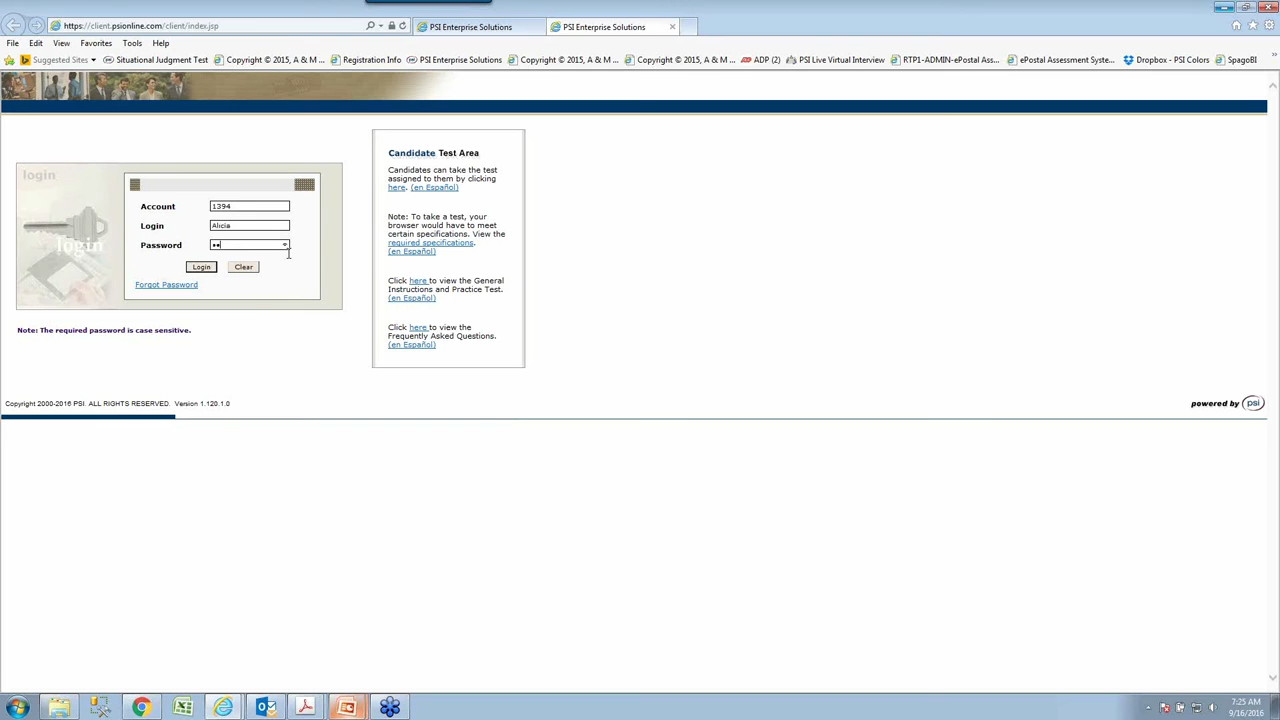 https://client.psionline.com/client/index.jsp
PSI Enterprise Solutions
PSI Enterprise Solutions
File Edit View Favorites Tools Help
Suggested Sites Situational Judgment Test Copyright © 2015, A & M ... Registration Info PSI Enterprise Solutions Copyright © 2015, A & M ... Copyright © 2015, A & M ... ADP (2) PSI Live Virtual Interview RTP1-ADMIN-ePostal Ass... ePostal Assessment Syste... Dropbox - PSI Colors SpagoBI
login
login
Account 1394
Login Alicia
Password ••
Login Clear
Forgot Password
Note: The required password is case sensitive.
Candidate Test Area
Candidates can take the test
assigned to them by clicking
here. (en Español)
Note: To take a test, your
browser would have to meet
certain specifications. View the
required specifications.
(en Español)
Click here to view the General
Instructions and Practice Test.
(en Español)
Click here to view the
Frequently Asked Questions.
(en Español)
Copyright 2000-2016 PSI. ALL RIGHTS RESERVED. Version 1.120.1.0
powered by psi
7:25 AM
9/16/2016